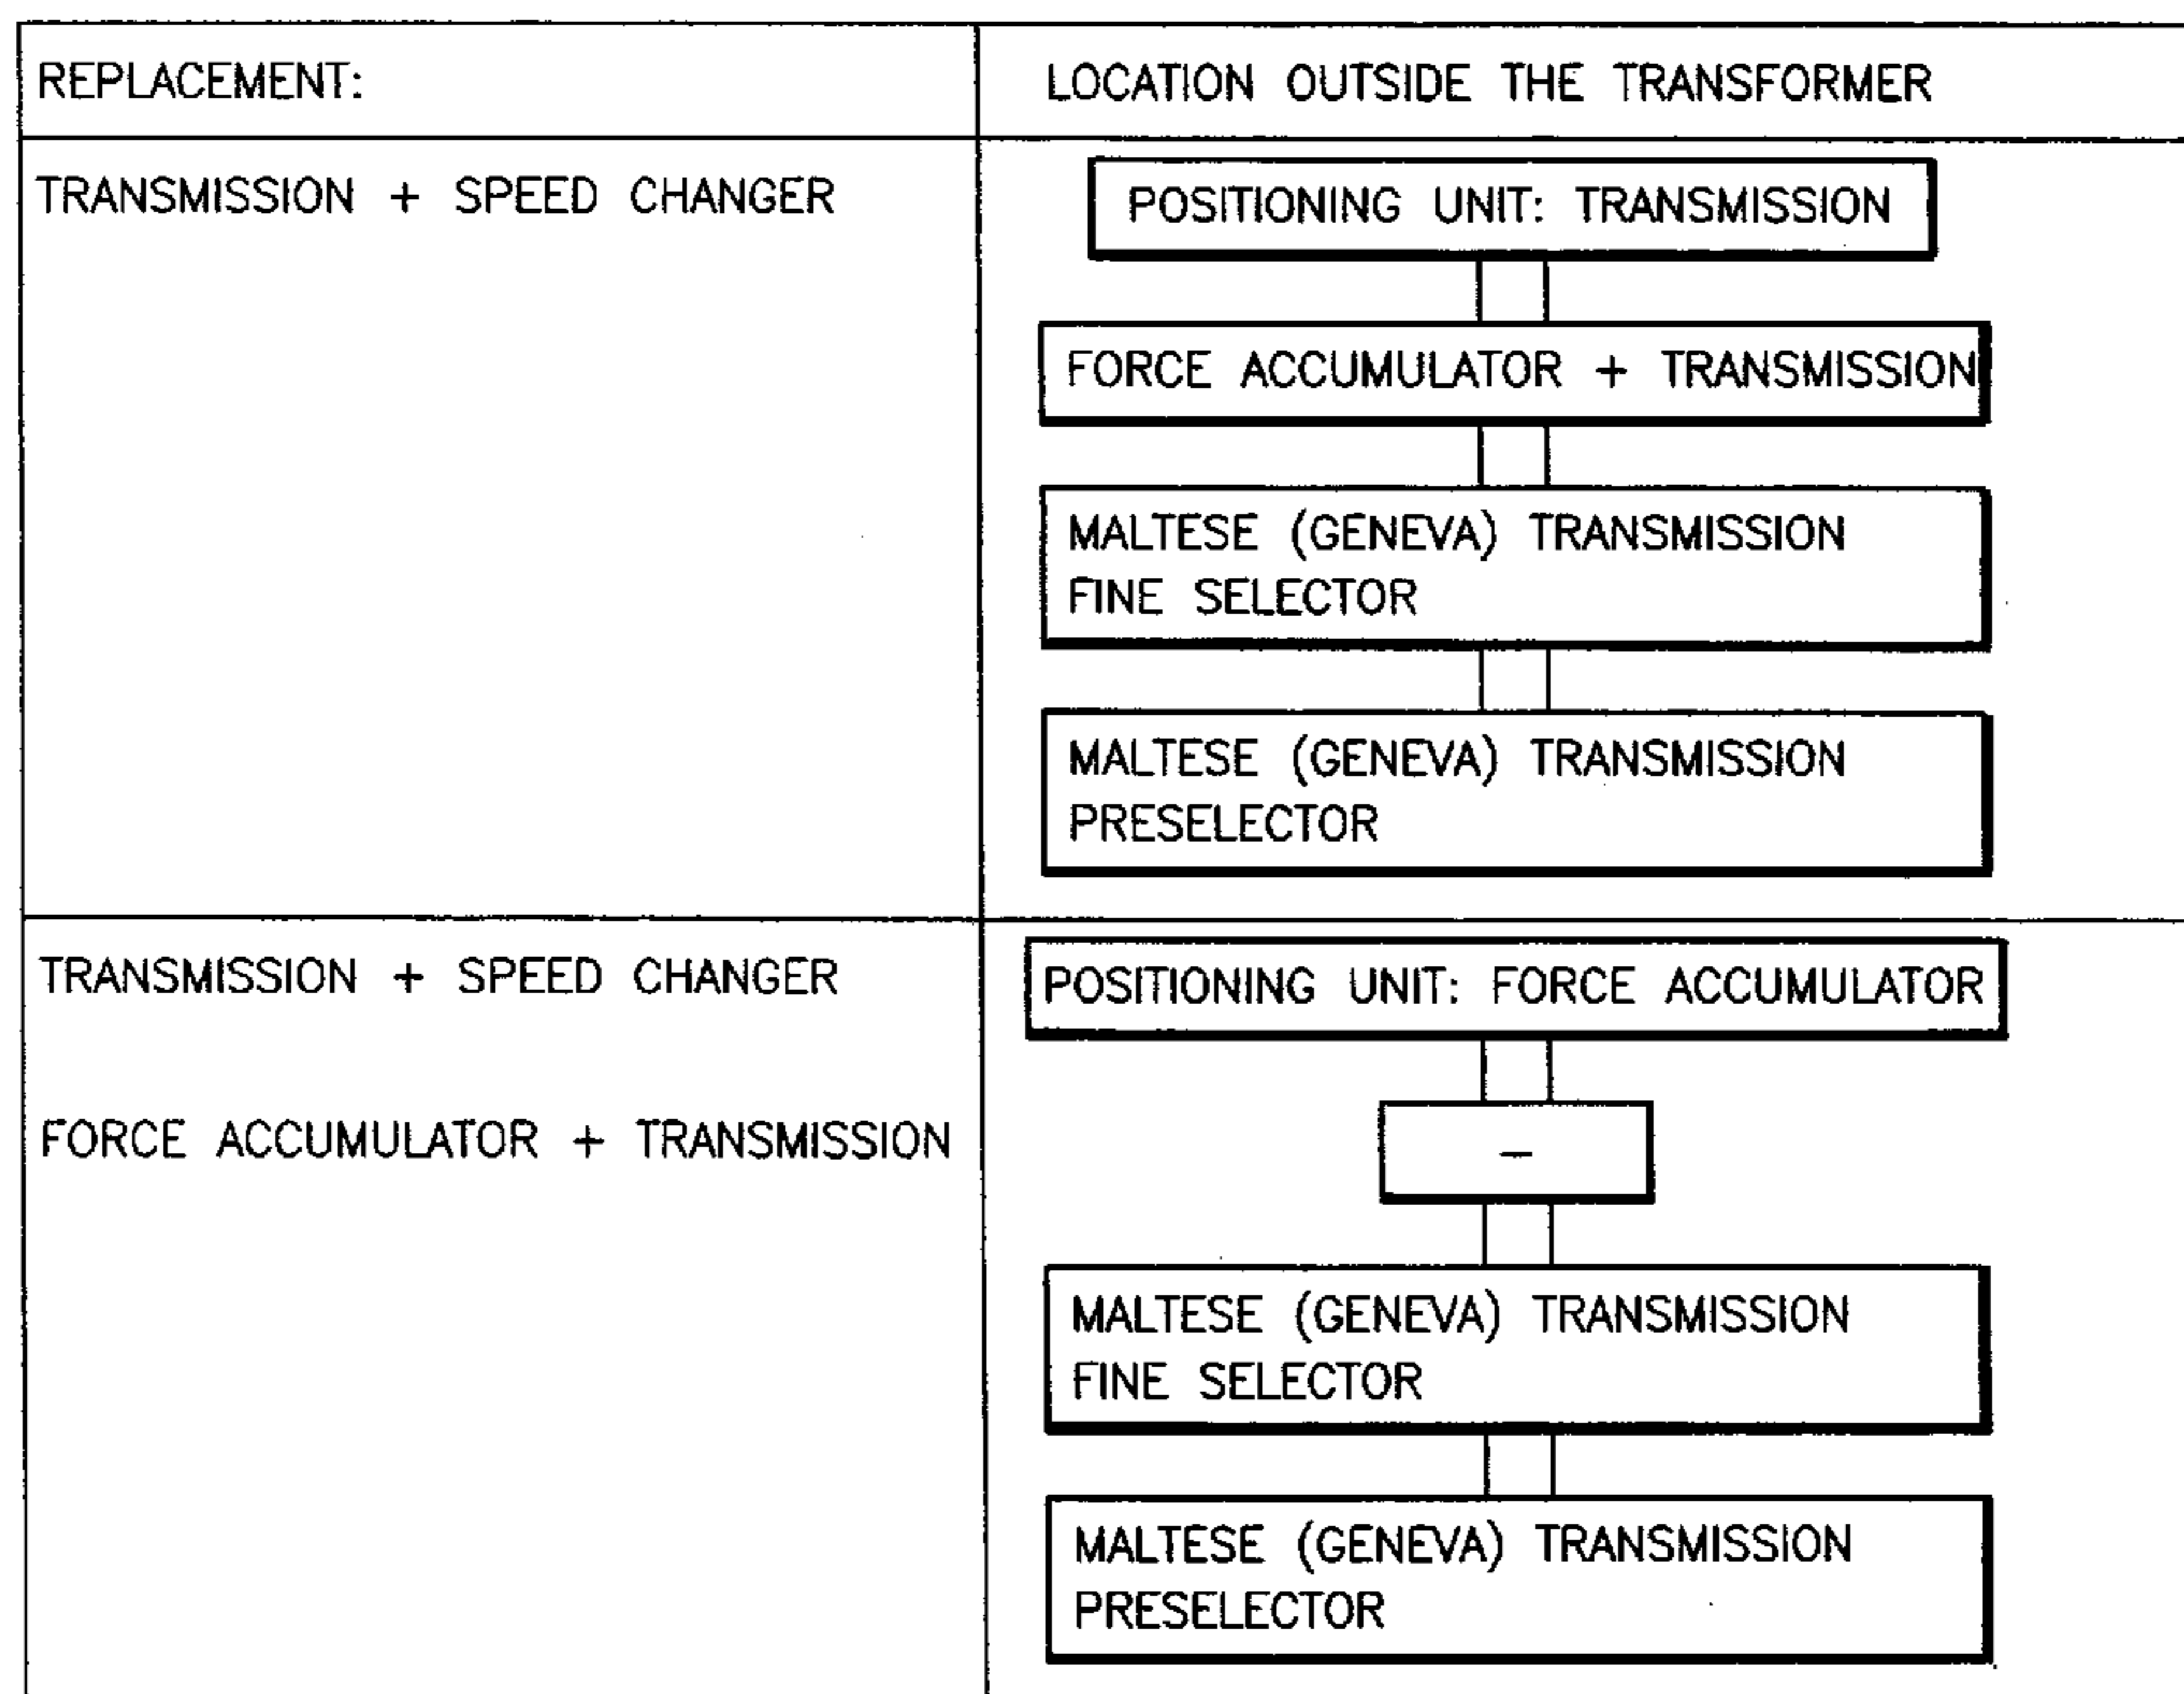 REPLACEMENT:
LOCATION OUTSIDE THE TRANSFORMER
TRANSMISSION + SPEED CHANGER
POSITIONING UNIT: TRANSMISSION
FORCE ACCUMULATOR + TRANSMISSION
MALTESE (GENEVA) TRANSMISSION
FINE SELECTOR
MALTESE (GENEVA) TRANSMISSION
PRESELECTOR
TRANSMISSION + SPEED CHANGER
FORCE ACCUMULATOR + TRANSMISSION
POSITIONING UNIT: FORCE ACCUMULATOR
–
MALTESE (GENEVA) TRANSMISSION
FINE SELECTOR
MALTESE (GENEVA) TRANSMISSION
PRESELECTOR